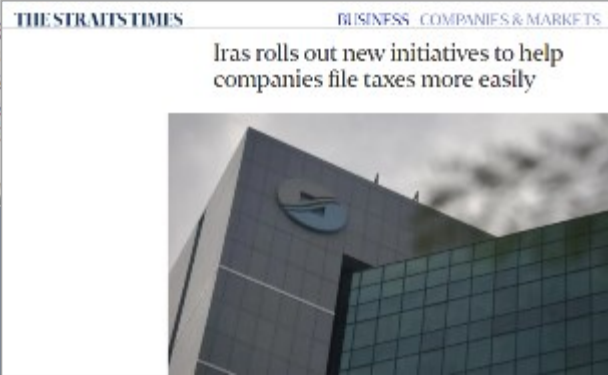 THE STRAITS TIMES
BUSINESS COMPANIES & MARKETS
Iras rolls out new initiatives to help
companies file taxes more easily